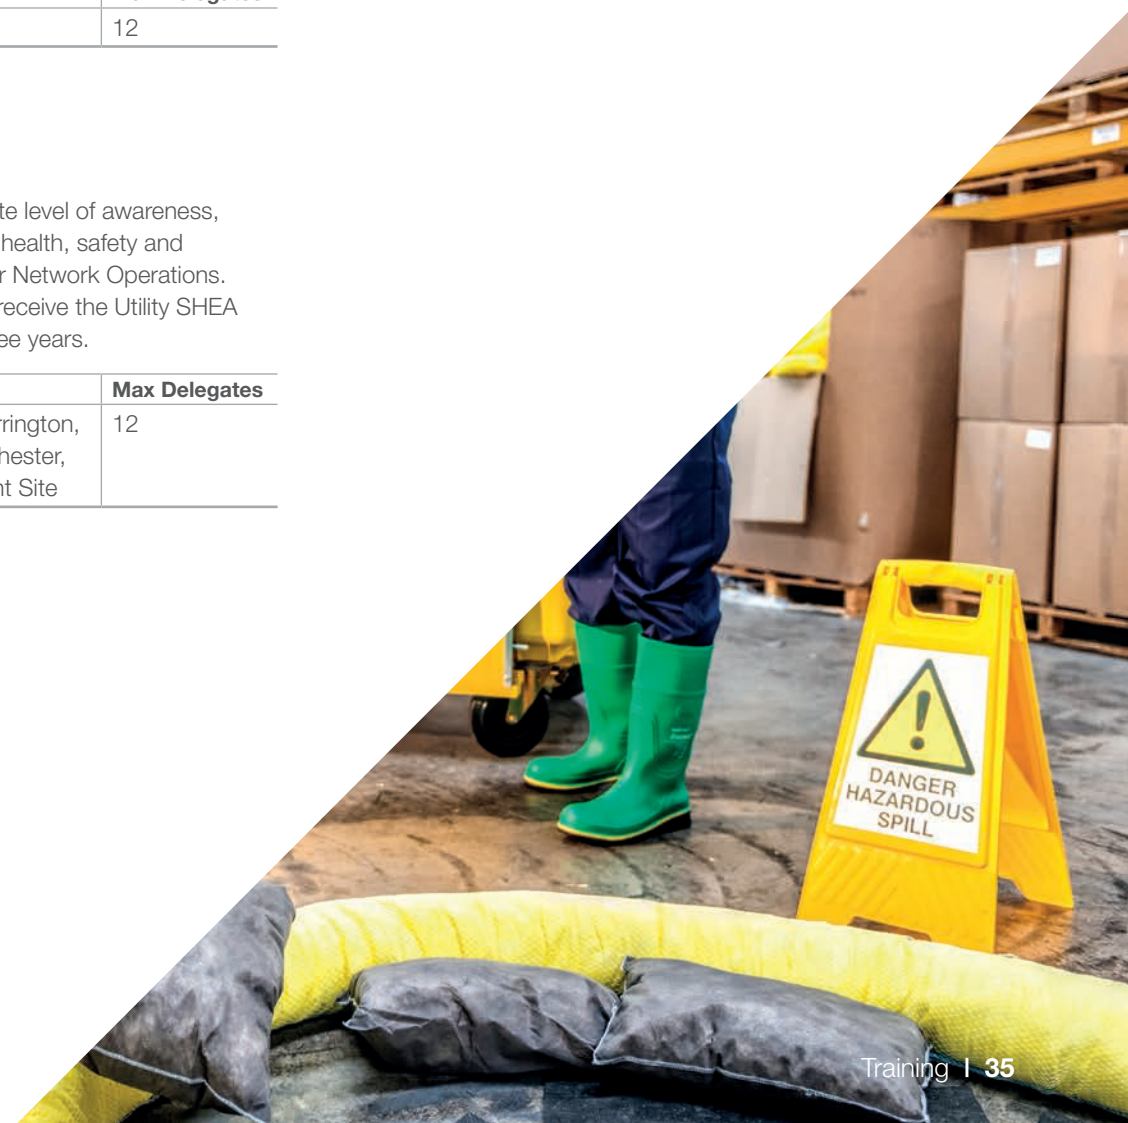 12
te level of awareness,
health, safety and
r Network Operations.
receive the Utility SHEA
ee years.
Max Delegates
rrington,
12
hester,
nt Site
DANGER
HAZARDOUS
SPILL
Training | 35